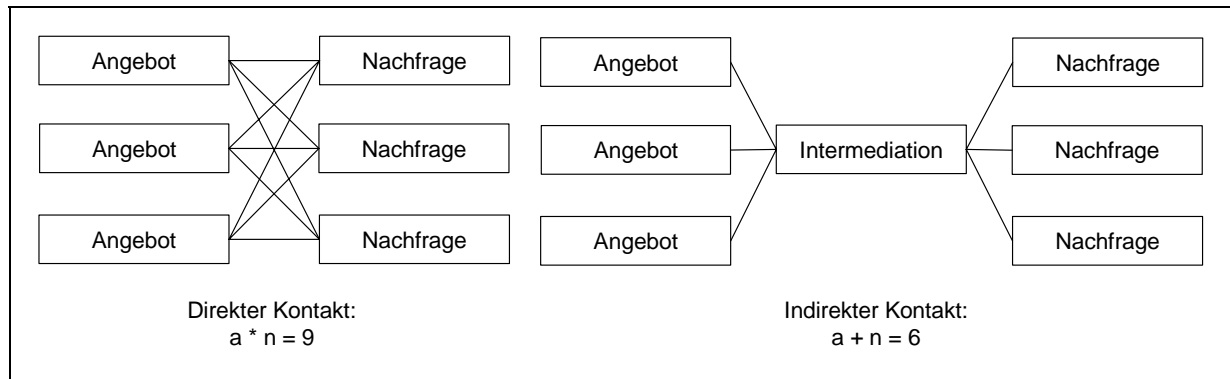 Angebot
Nachfrage
Angebot
Nachfrage
Angebot
Nachfrage
Direkter Kontakt:
a * n = 9
Angebot
Angebot
Angebot
Intermediation
Nachfrage
Nachfrage
Nachfrage
Indirekter Kontakt:
a + n = 6